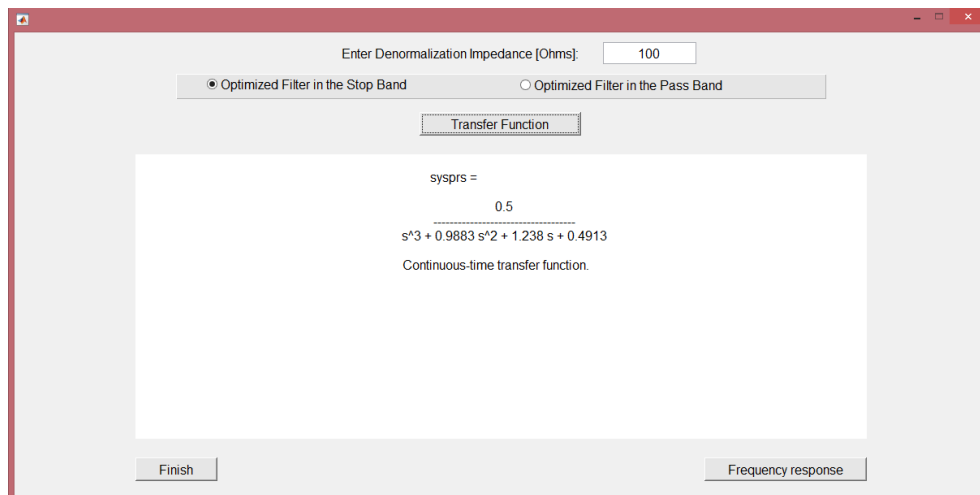 Enter Denormalization Impedance [Ohms]: 100
Optimized Filter in the Stop Band Optimized Filter in the Pass Band
Transfer Function
sysprs =
0.5
-----------------------------------
s^3 + 0.9883 s^2 + 1.238 s + 0.4913
Continuous-time transfer function.
Finish Frequency response